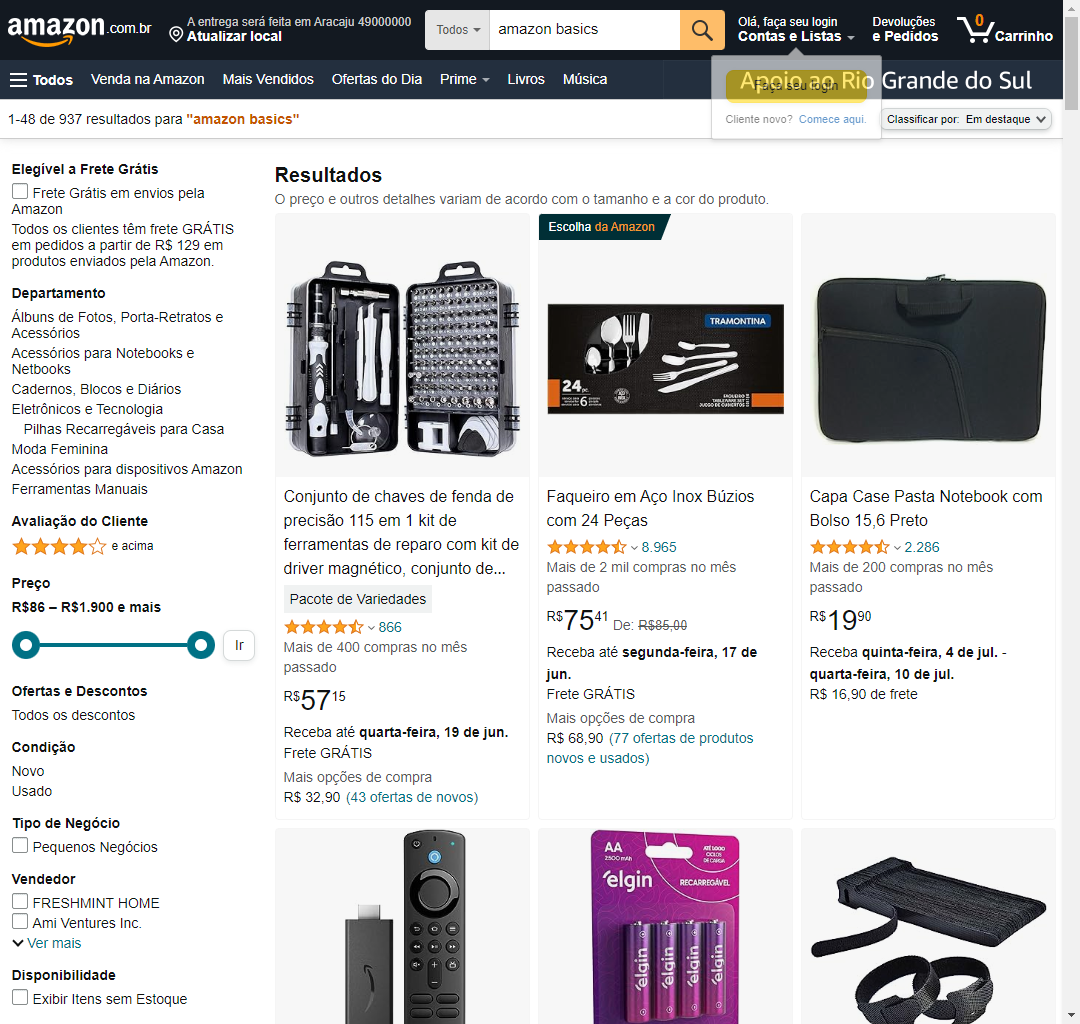 amazon.com.br
A entrega será feita em Aracaju 49000000
Atualizar local
Todos
amazon basics
Olá, faça seu login
Contas e Listas
Devoluções
e Pedidos
0
Carrinho
Todos
Venda na Amazon
Mais Vendidos
Ofertas do Dia
Prime
Livros
Música
Apoio ao Rio Grande do Sul
Faça seu login
Cliente novo? Comece aqui.
1-48 de 937 resultados para "amazon basics"
Classificar por: Em destaque
Elegível a Frete Grátis
Frete Grátis em envios pela
Amazon
Todos os clientes têm frete GRÁTIS
em pedidos a partir de R$ 129 em
produtos enviados pela Amazon.
Departamento
Álbuns de Fotos, Porta-Retratos e
Acessórios
Acessórios para Notebooks e
Netbooks
Cadernos, Blocos e Diários
Eletrônicos e Tecnologia
Pilhas Recarregáveis para Casa
Moda Feminina
Acessórios para dispositivos Amazon
Ferramentas Manuais
Avaliação do Cliente
e acima
Preço
R$86 – R$1.900 e mais
Ir
Ofertas e Descontos
Todos os descontos
Condição
Novo
Usado
Tipo de Negócio
Pequenos Negócios
Vendedor
FRESHMINT HOME
Ami Ventures Inc.
Ver mais
Disponibilidade
Exibir Itens sem Estoque
Resultados
O preço e outros detalhes variam de acordo com o tamanho e a cor do produto.
Conjunto de chaves de fenda de
precisão 115 em 1 kit de
ferramentas de reparo com kit de
driver magnético, conjunto de...
Pacote de Variedades
866
Mais de 400 compras no mês
passado
R$57 15
Receba até quarta-feira, 19 de jun.
Frete GRÁTIS
Mais opções de compra
R$ 32,90 (43 ofertas de novos)
Escolha da Amazon
TRAMONTINA
24 pc.
6
Faqueiro em Aço Inox Búzios
com 24 Peças
8.965
Mais de 2 mil compras no mês
passado
R$75 41 De: R$85,00
Receba até segunda-feira, 17 de
jun.
Frete GRÁTIS
Mais opções de compra
R$ 68,90 (77 ofertas de produtos
novos e usados)
Capa Case Pasta Notebook com
Bolso 15,6 Preto
2.286
Mais de 200 compras no mês
passado
R$19 90
Receba quinta-feira, 4 de jul. -
quarta-feira, 10 de jul.
R$ 16,90 de frete
AA
2500 mAh
ATÉ 1000
CICLOS
DE CARGA
elgin
RECARREGÁVEL
elgin
elgin
elgin
elgin